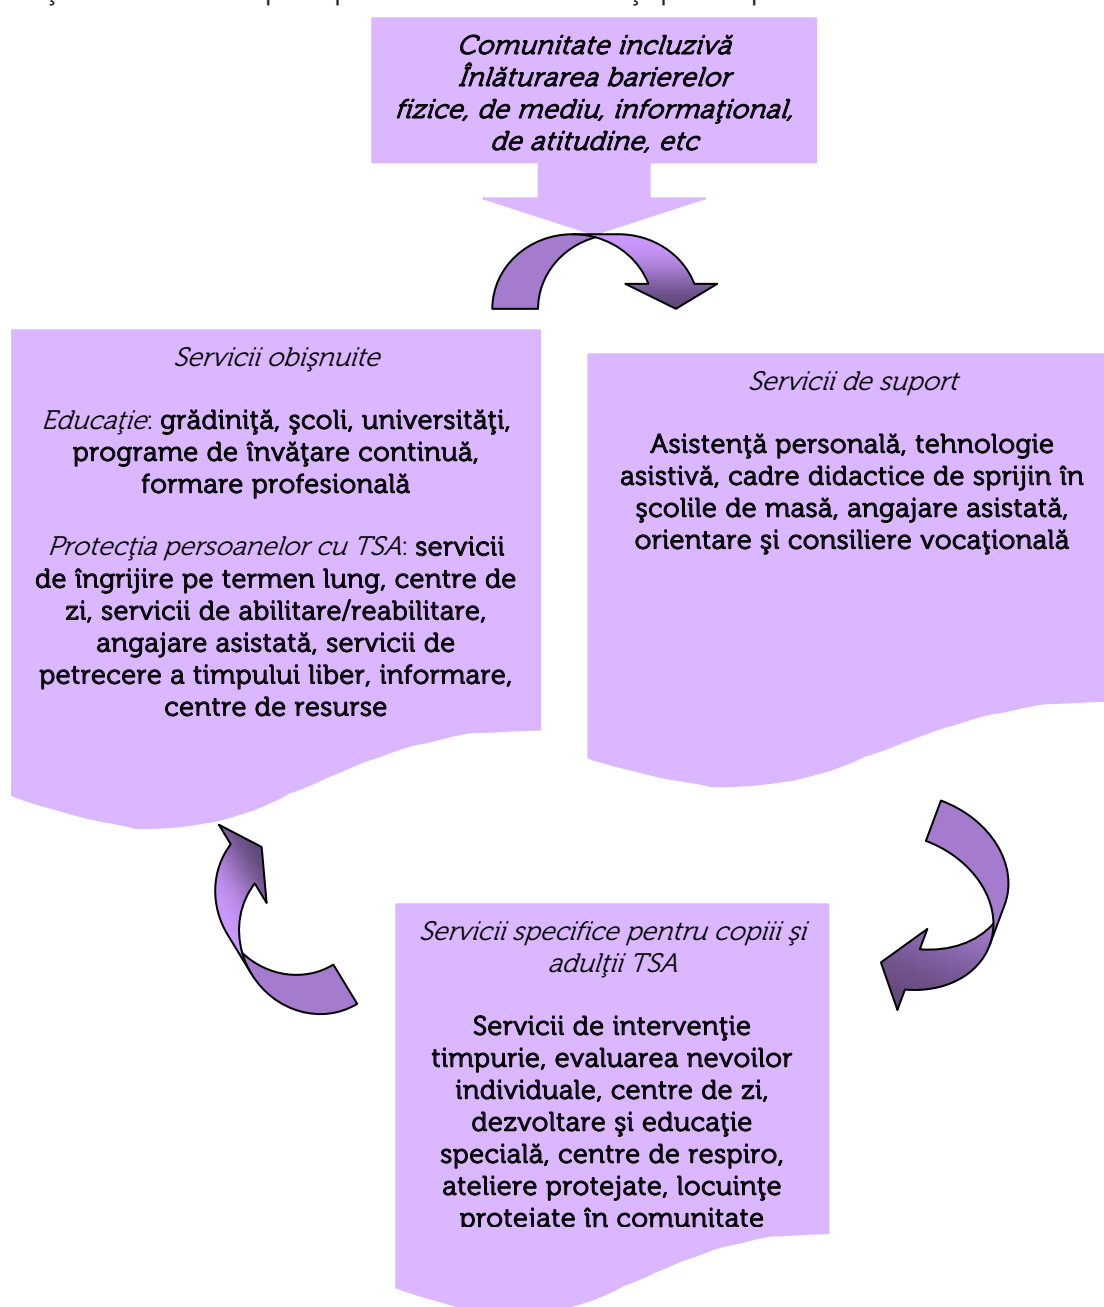 Comunitate incluzivă
Înlăturarea barierelor
fizice, de mediu, informaţional,
de atitudine, etc
Servicii obişnuite
Educaţie: grădiniţă, şcoli, universităţi,
programe de învăţare continuă,
formare profesională
Protecţia persoanelor cu TSA: servicii
de îngrijire pe termen lung, centre de
zi, servicii de abilitare/reabilitare,
angajare asistată, servicii de
petrecere a timpului liber, informare,
centre de resurse
Servicii de suport
Asistenţă personală, tehnologie
asistivă, cadre didactice de sprijin în
şcolile de masă, angajare asistată,
orientare şi consiliere vocaţională
Servicii specifice pentru copiii şi
adulţii TSA
Servicii de intervenţie
timpurie, evaluarea nevoilor
individuale, centre de zi,
dezvoltare şi educaţie
specială, centre de respiro,
ateliere protejate, locuinţe
protejate în comunitate